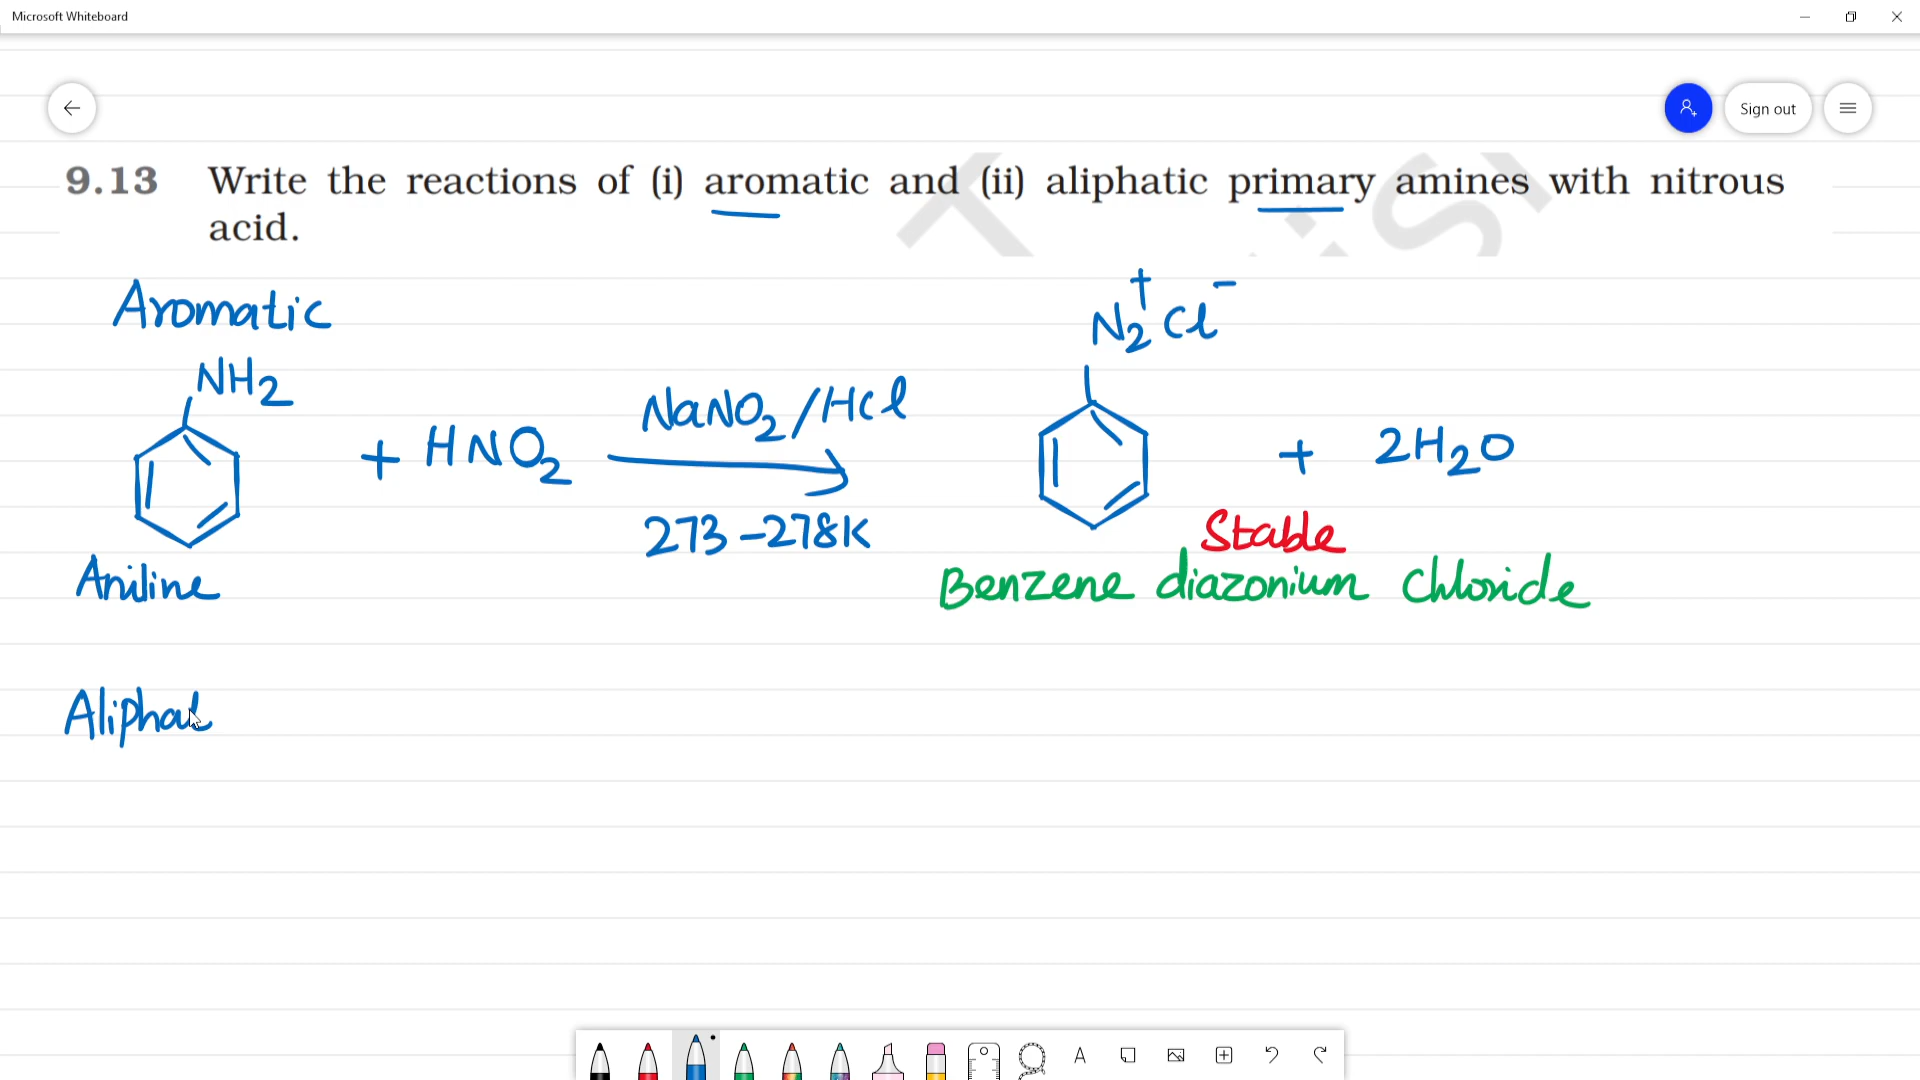 Microsoft Whiteboard
Sign out
9.13 Write the reactions of (i) aromatic and (ii) aliphatic primary amines with nitrous
acid.
Aromatic
NH2
N2+Cl-
+ HNO2
NaNO2/HCl
273-278K
+ 2H2O
Aniline
Stable
Benzene diazonium Chloride
Aliphat
A